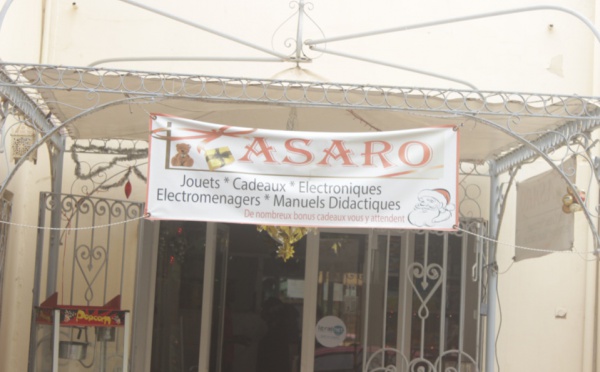 ASARO
Jouets * Cadeaux * Electroniques
Electromenagers * Manuels Didactiques
De nombreux bonus cadeaux vous y attendent